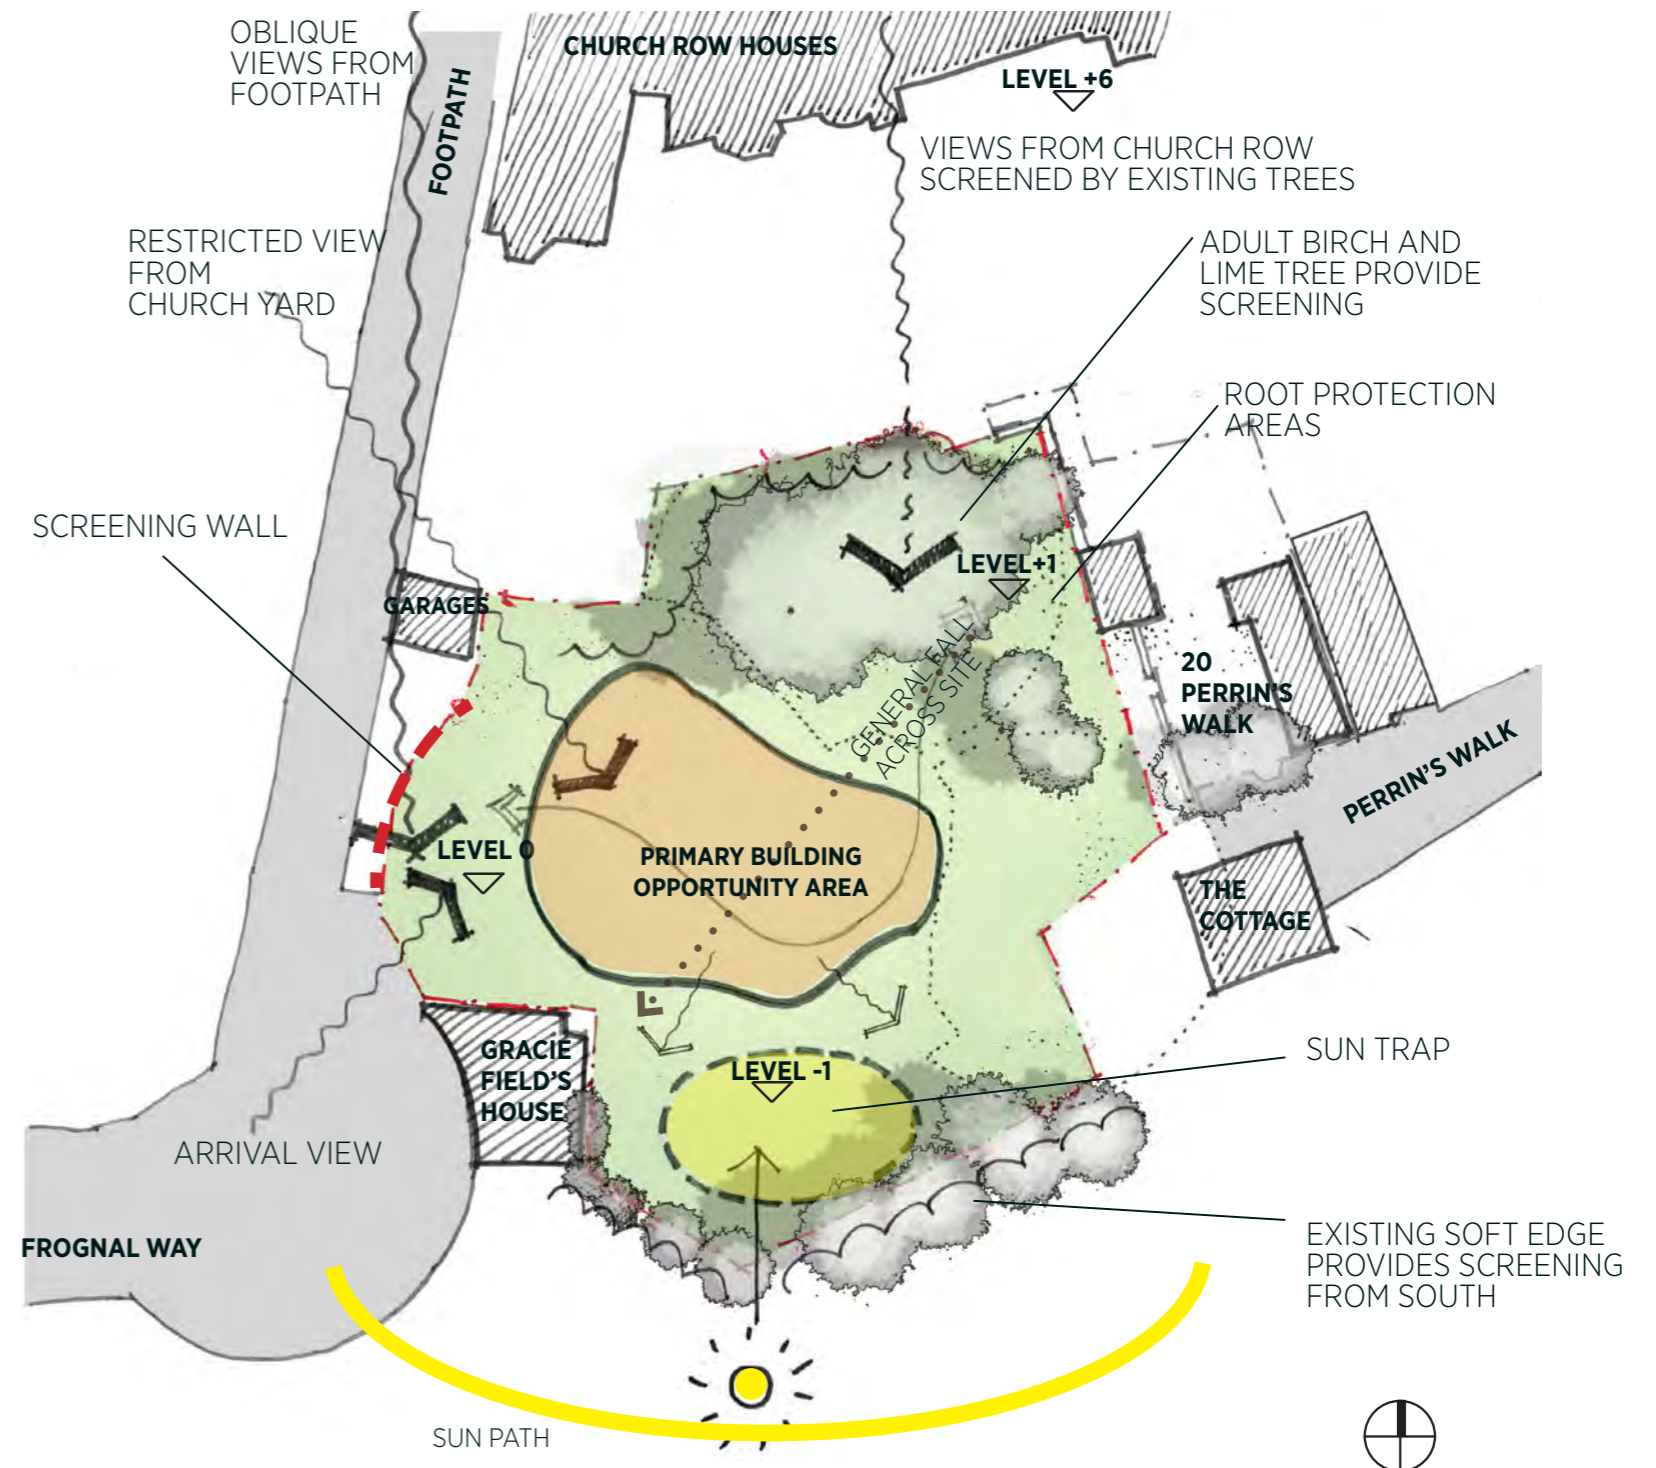 OBLIQUE
VIEWS FROM
FOOTPATH
FOOTPATH
CHURCH ROW HOUSES
LEVEL +6
VIEWS FROM CHURCH ROW
SCREENED BY EXISTING TREES
RESTRICTED VIEW
FROM
CHURCH YARD
ADULT BIRCH AND
LIME TREE PROVIDE
SCREENING
ROOT PROTECTION
AREAS
SCREENING WALL
GARAGES
LEVEL+1
GENERAL FALL
ACROSS SITE
20
PERRIN'S
WALK
PERRIN'S WALK
LEVEL 0
PRIMARY BUILDING
OPPORTUNITY AREA
THE
COTTAGE
GRACIE
FIELD'S
HOUSE
LEVEL -1
SUN TRAP
ARRIVAL VIEW
FROGNAL WAY
EXISTING SOFT EDGE
PROVIDES SCREENING
FROM SOUTH
SUN PATH